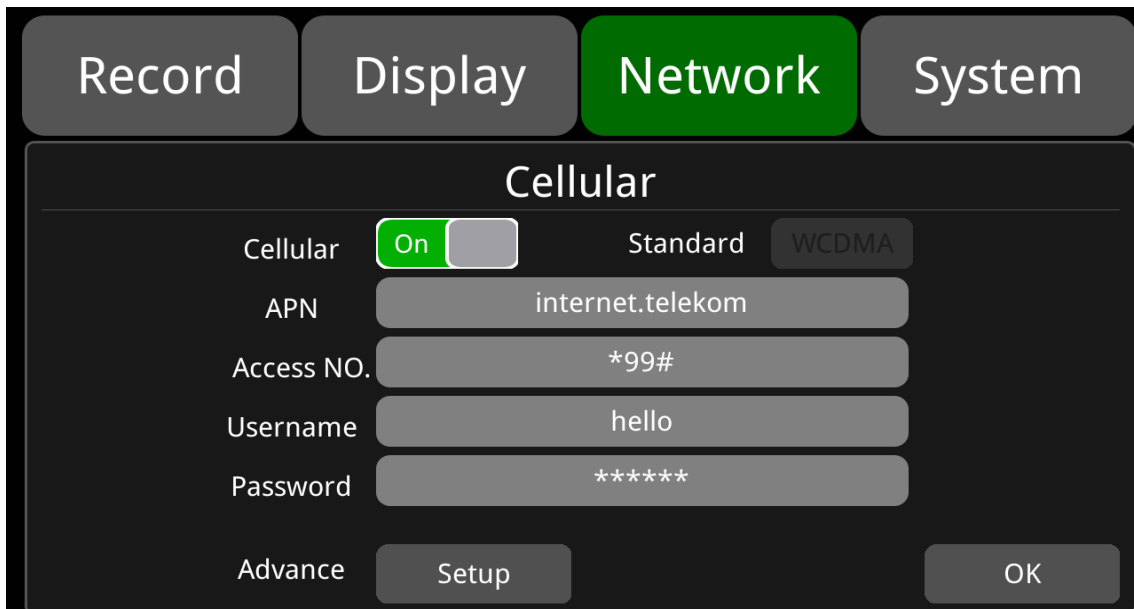 Record Display Network System
Cellular
Cellular On Standard WCDMA
APN internet.telekom
Access NO. *99#
Username hello
Password ******
Advance Setup OK